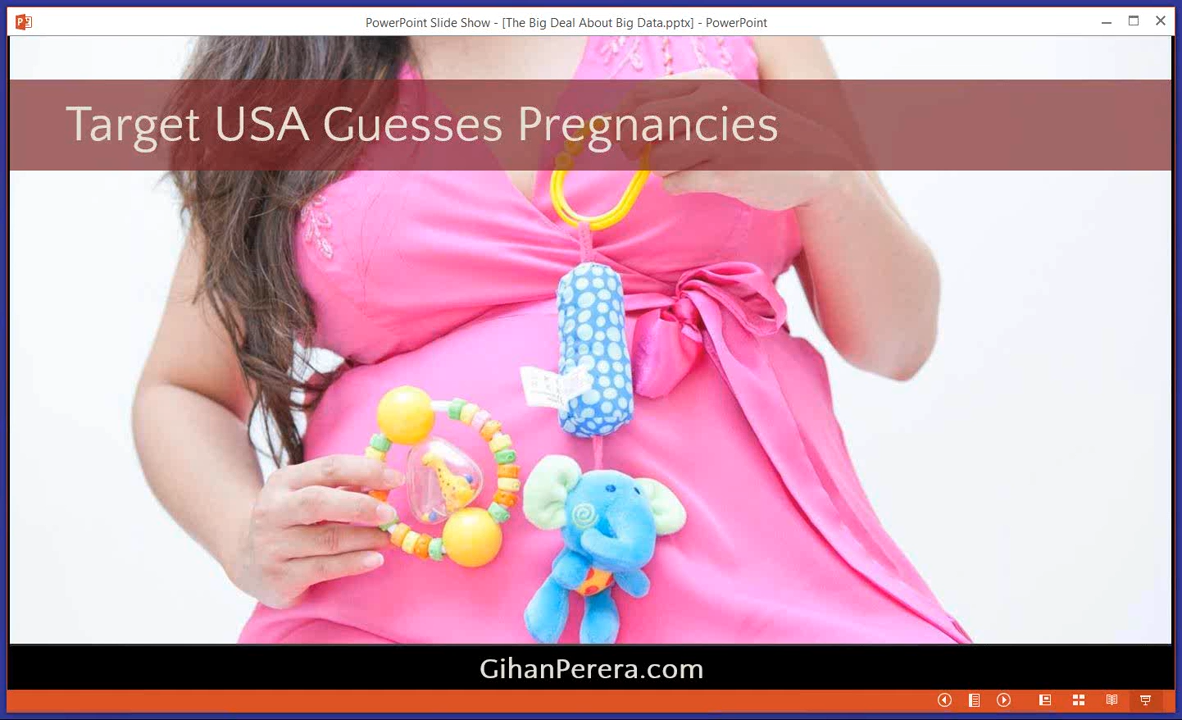 PowerPoint Slide Show - [The Big Deal About Big Data.pptx] - PowerPoint
Target USA Guesses Pregnancies
GihanPerera.com